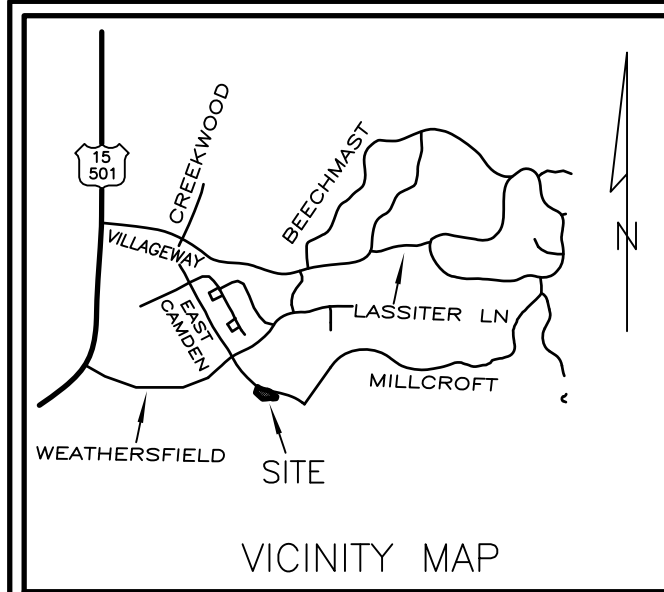 CREEKWOOD
BEECHMAST
15
501
VILLAGEWAY
N
EAST
CAMDEN
LASSITER LN
MILLCROFT
WEATHERSFIELD
SITE
VICINITY MAP